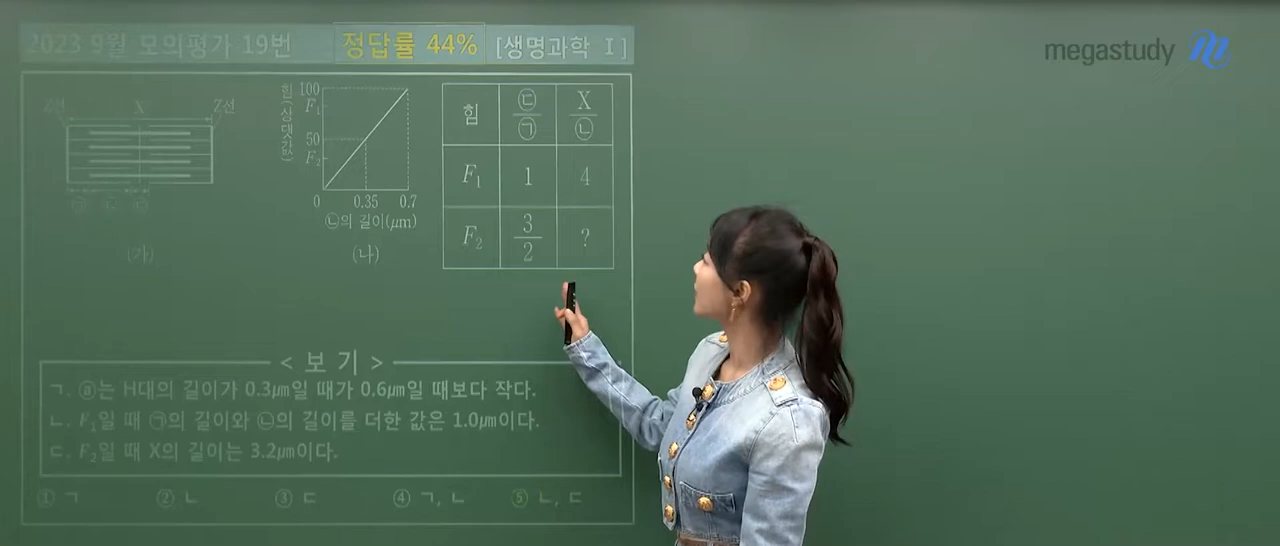 2023 9월 모의평가 19번 정답률 44% [생명과학 Ⅰ]
megastudy
Z선 X Z선
㉠ ㉡ ㉢
(가)
힘(상댓값)
100
F₁
50
F₂
0 0.35 0.7
㉡의 길이(μm)
(나)
힘 ㉢/㉠ X/㉡
F₁ 1 4
F₂ 3/2 ?
< 보 기 >
ㄱ. ⓐ는 H대의 길이가 0.3㎛일 때가 0.6㎛일 때보다 작다.
ㄴ. F₁일 때 ㉠의 길이와 ㉡의 길이를 더한 값은 1.0㎛이다.
ㄷ. F₂일 때 X의 길이는 3.2㎛이다.
① ㄱ ② ㄴ ③ ㄷ ④ ㄱ, ㄴ ⑤ ㄴ, ㄷ